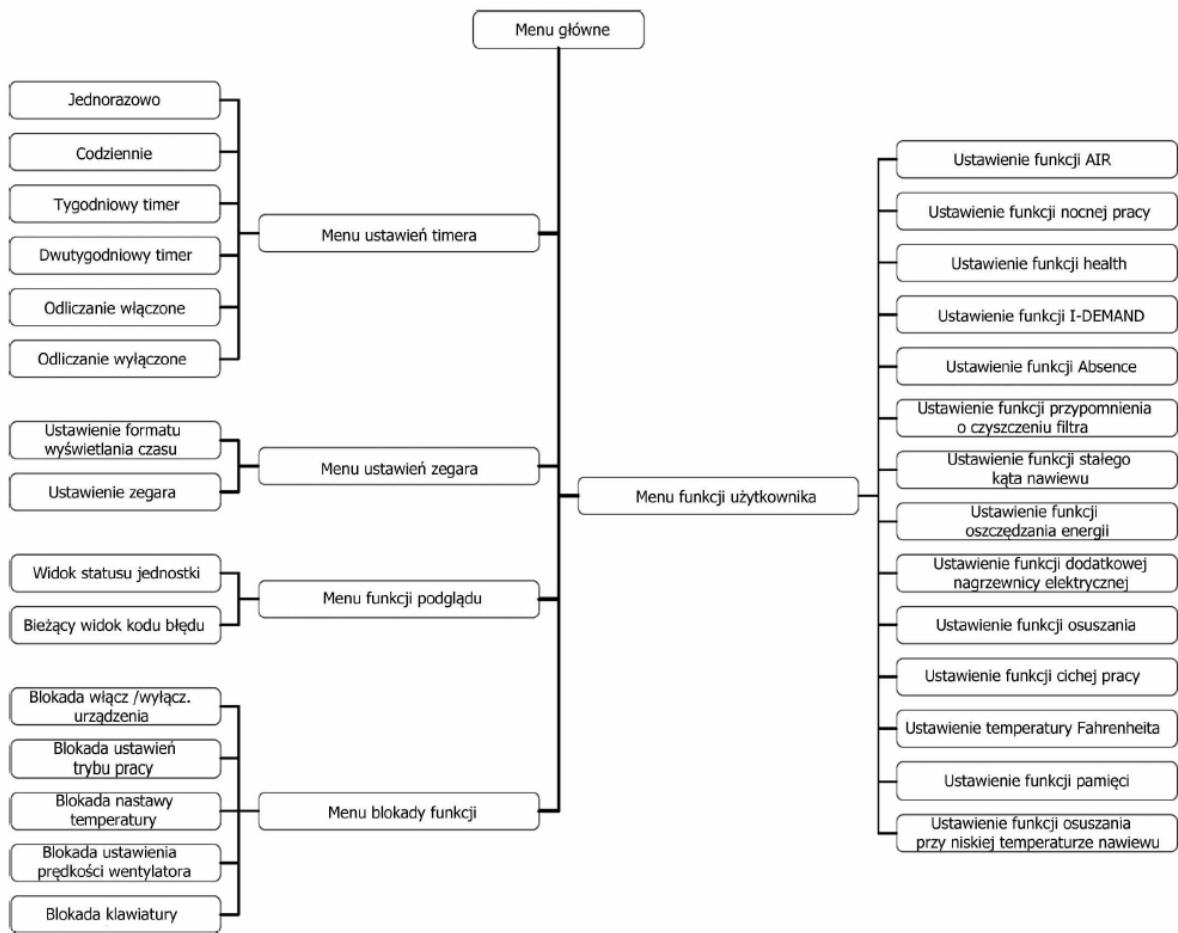 Menu główne
Jednorazowo
Codziennie
Tygodniowy timer
Dwutygodniowy timer
Odliczanie włączone
Odliczanie wyłączone
Menu ustawień timera
Ustawienie formatu
wyświetlania czasu
Ustawienie zegara
Menu ustawień zegara
Widok statusu jednostki
Bieżący widok kodu błędu
Menu funkcji podglądu
Blokada włącz /wyłącz.
urządzenia
Blokada ustawień
trybu pracy
Blokada nastawy
temperatury
Blokada ustawienia
prędkości wentylatora
Blokada klawiatury
Menu blokady funkcji
Menu funkcji użytkownika
Ustawienie funkcji AIR
Ustawienie funkcji nocnej pracy
Ustawienie funkcji health
Ustawienie funkcji I-DEMAND
Ustawienie funkcji Absence
Ustawienie funkcji przypomnienia
o czyszczeniu filtra
Ustawienie funkcji stałego
kąta nawiewu
Ustawienie funkcji
oszczędzania energii
Ustawienie funkcji dodatkowej
nagrzewnicy elektrycznej
Ustawienie funkcji osuszania
Ustawienie funkcji cichej pracy
Ustawienie temperatury Fahrenheita
Ustawienie funkcji pamięci
Ustawienie funkcji osuszania
przy niskiej temperaturze nawiewu